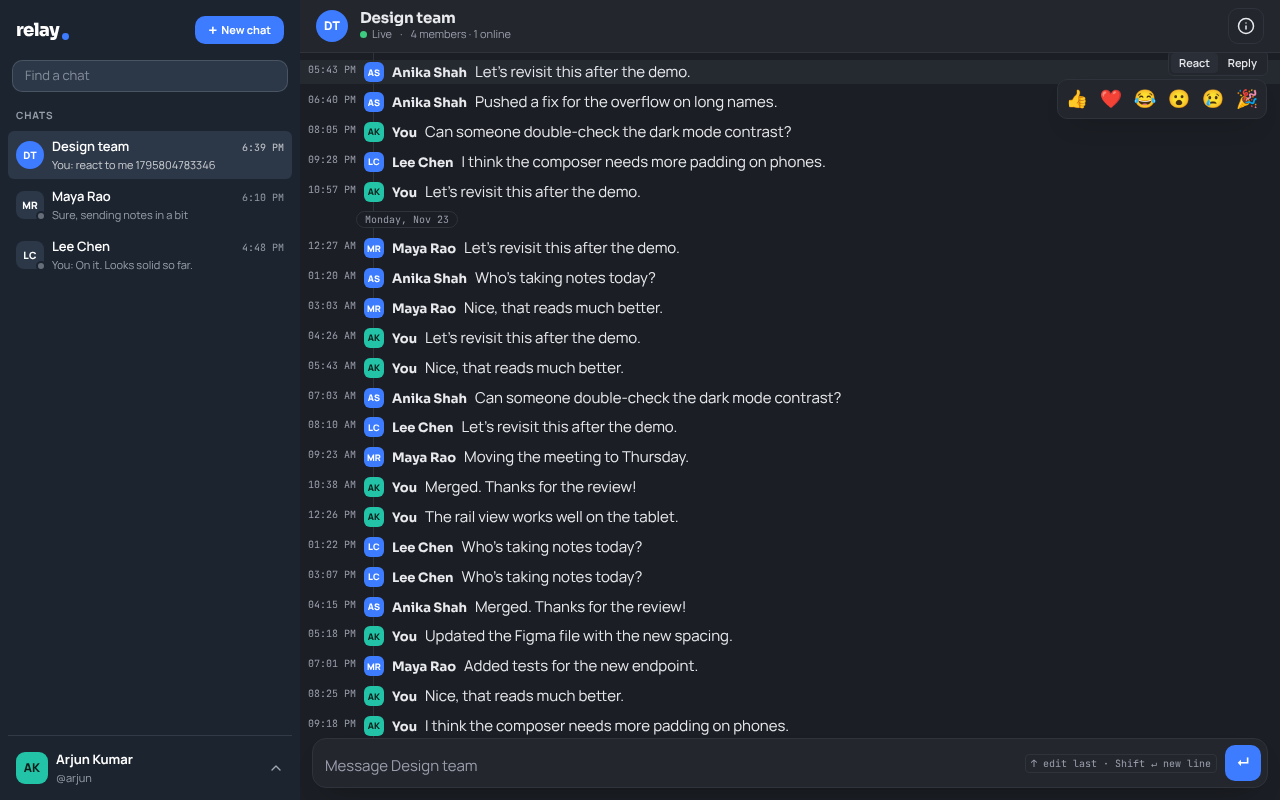 relay.
+ New chat
Find a chat
CHATS
DT Design team 6:39 PM
You: react to me 1795804783346
MR Maya Rao 6:10 PM
Sure, sending notes in a bit
LC Lee Chen 4:48 PM
You: On it. Looks solid so far.
AK Arjun Kumar
@arjun
DT Design team
Live · 4 members · 1 online
React Reply
05:43 PM AS Anika Shah Let's revisit this after the demo.
👍 ❤️ 😂 😮 😢 🎉
06:40 PM AS Anika Shah Pushed a fix for the overflow on long names.
08:05 PM AK You Can someone double-check the dark mode contrast?
09:28 PM LC Lee Chen I think the composer needs more padding on phones.
10:57 PM AK You Let's revisit this after the demo.
Monday, Nov 23
12:27 AM MR Maya Rao Let's revisit this after the demo.
01:20 AM AS Anika Shah Who's taking notes today?
03:03 AM MR Maya Rao Nice, that reads much better.
04:26 AM AK You Let's revisit this after the demo.
05:43 AM AK You Nice, that reads much better.
07:03 AM AS Anika Shah Can someone double-check the dark mode contrast?
08:10 AM LC Lee Chen Let's revisit this after the demo.
09:23 AM MR Maya Rao Moving the meeting to Thursday.
10:38 AM AK You Merged. Thanks for the review!
12:26 PM AK You The rail view works well on the tablet.
01:22 PM LC Lee Chen Who's taking notes today?
03:07 PM LC Lee Chen Who's taking notes today?
04:15 PM AS Anika Shah Merged. Thanks for the review!
05:18 PM AK You Updated the Figma file with the new spacing.
07:01 PM MR Maya Rao Added tests for the new endpoint.
08:25 PM AK You Nice, that reads much better.
09:18 PM AK You I think the composer needs more padding on phones.
Message Design team
↑ edit last · Shift ↵ new line